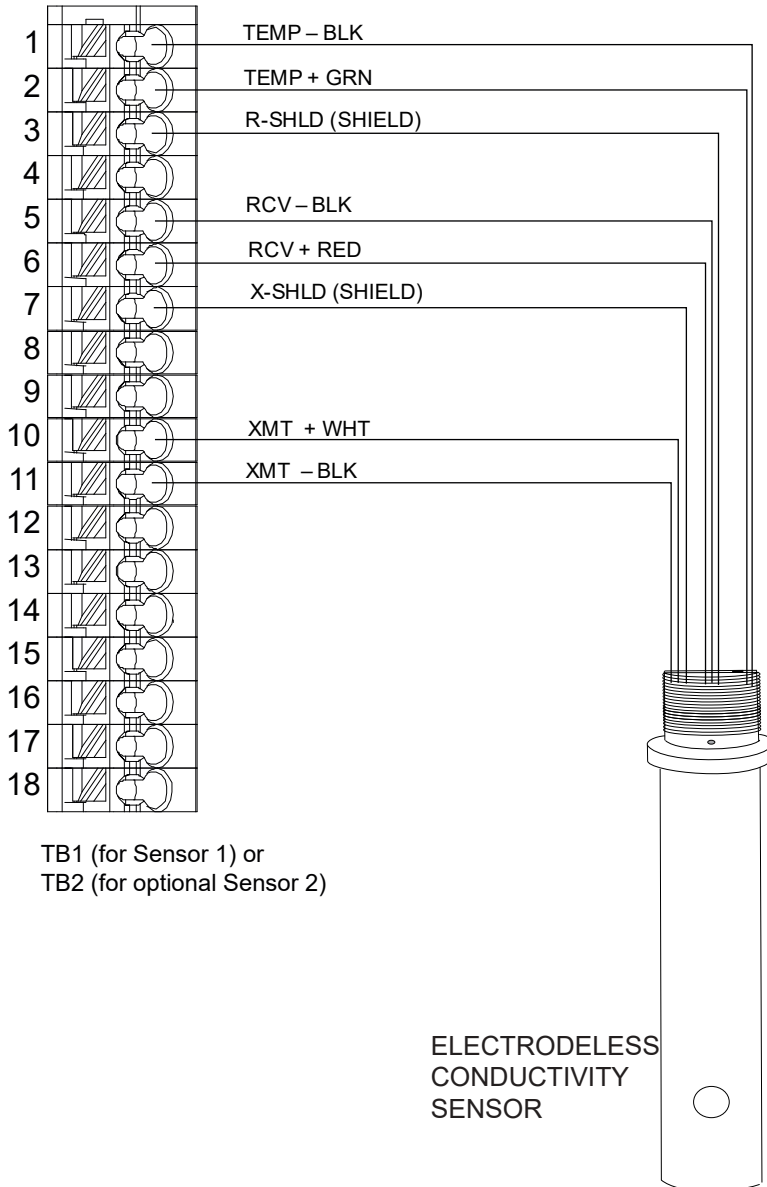 1 TEMP – BLK
2 TEMP + GRN
3 R-SHLD (SHIELD)
4
5 RCV – BLK
6 RCV + RED
7 X-SHLD (SHIELD)
8
9
10 XMT + WHT
11 XMT – BLK
12
13
14
15
16
17
18
TB1 (for Sensor 1) or
TB2 (for optional Sensor 2)
ELECTRODELESS
CONDUCTIVITY
SENSOR